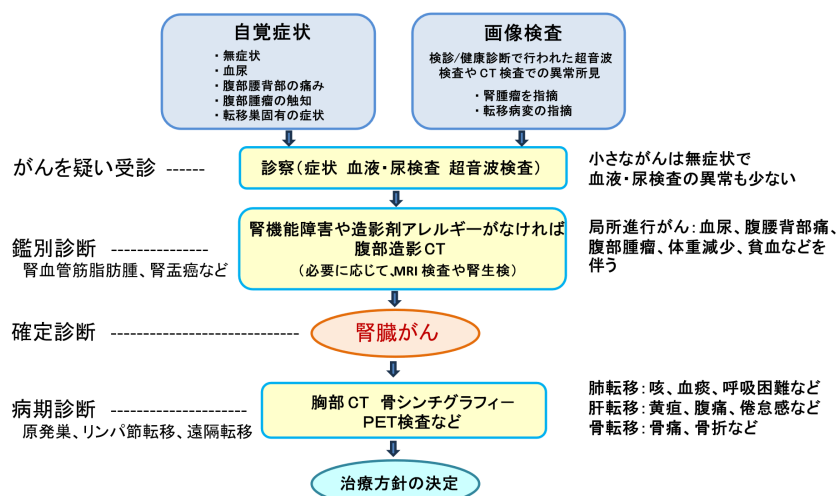 自覚症状
・無症状
・血尿
・腹部腰背部の痛み
・腹部腫瘤の触知
・転移巣固有の症状
画像検査
検診/健康診断で行われた超音波
検査やCT検査での異常所見
・腎腫瘤を指摘
・転移病変の指摘
がんを疑い受診 ------
診察(症状 血液・尿検査 超音波検査)
小さながんは無症状で
血液・尿検査の異常も少ない
鑑別診断 ---------------
腎血管筋脂肪腫、腎盂癌など
腎機能障害や造影剤アレルギーがなければ
腹部造影CT
(必要に応じて、MRI検査や腎生検)
局所進行がん:血尿、腹腰背部痛、
腹部腫瘤、体重減少、貧血などを
伴う
確定診断 -----------------------------
腎臓がん
病期診断 ---------------------
原発巣、リンパ節転移、遠隔転移
胸部CT 骨シンチグラフィー
PET検査など
肺転移:咳、血痰、呼吸困難など
肝転移:黄疸、腹痛、倦怠感など
骨転移:骨痛、骨折など
治療方針の決定